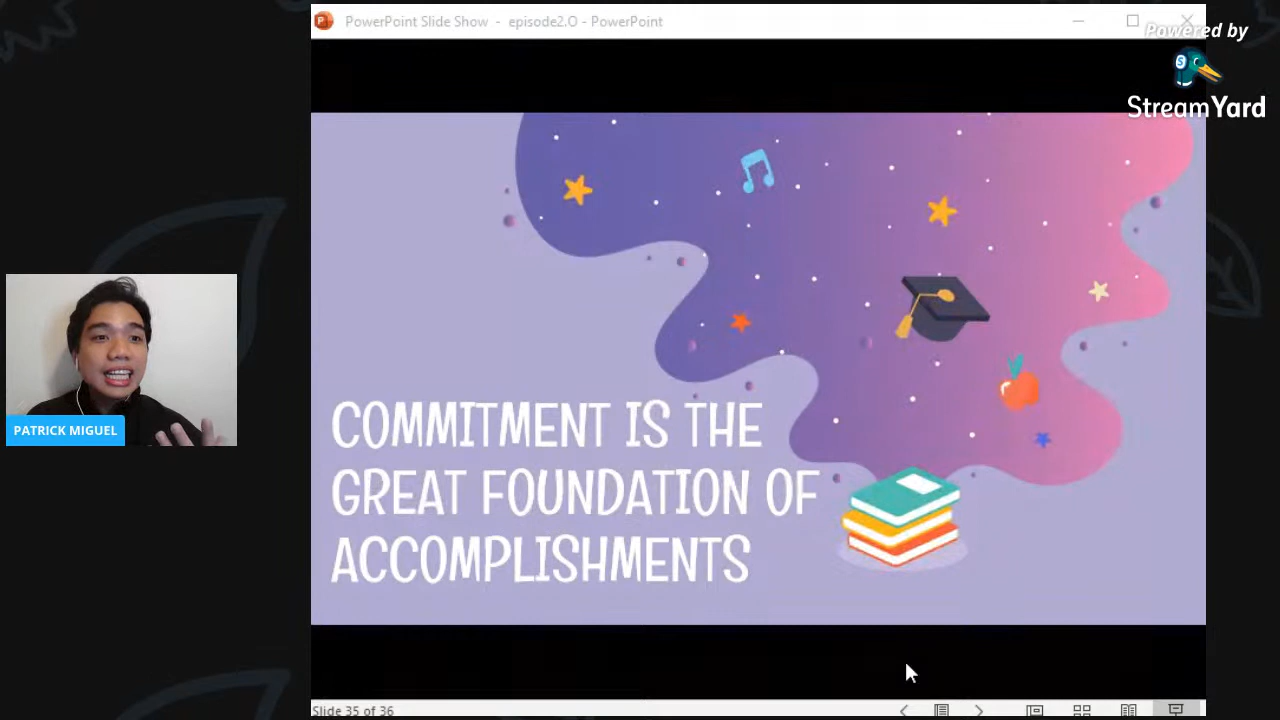 PowerPoint Slide Show - episode2.O - PowerPoint
Powered by
StreamYard
COMMITMENT IS THE
GREAT FOUNDATION OF
ACCOMPLISHMENTS
PATRICK MIGUEL
Slide 35 of 36